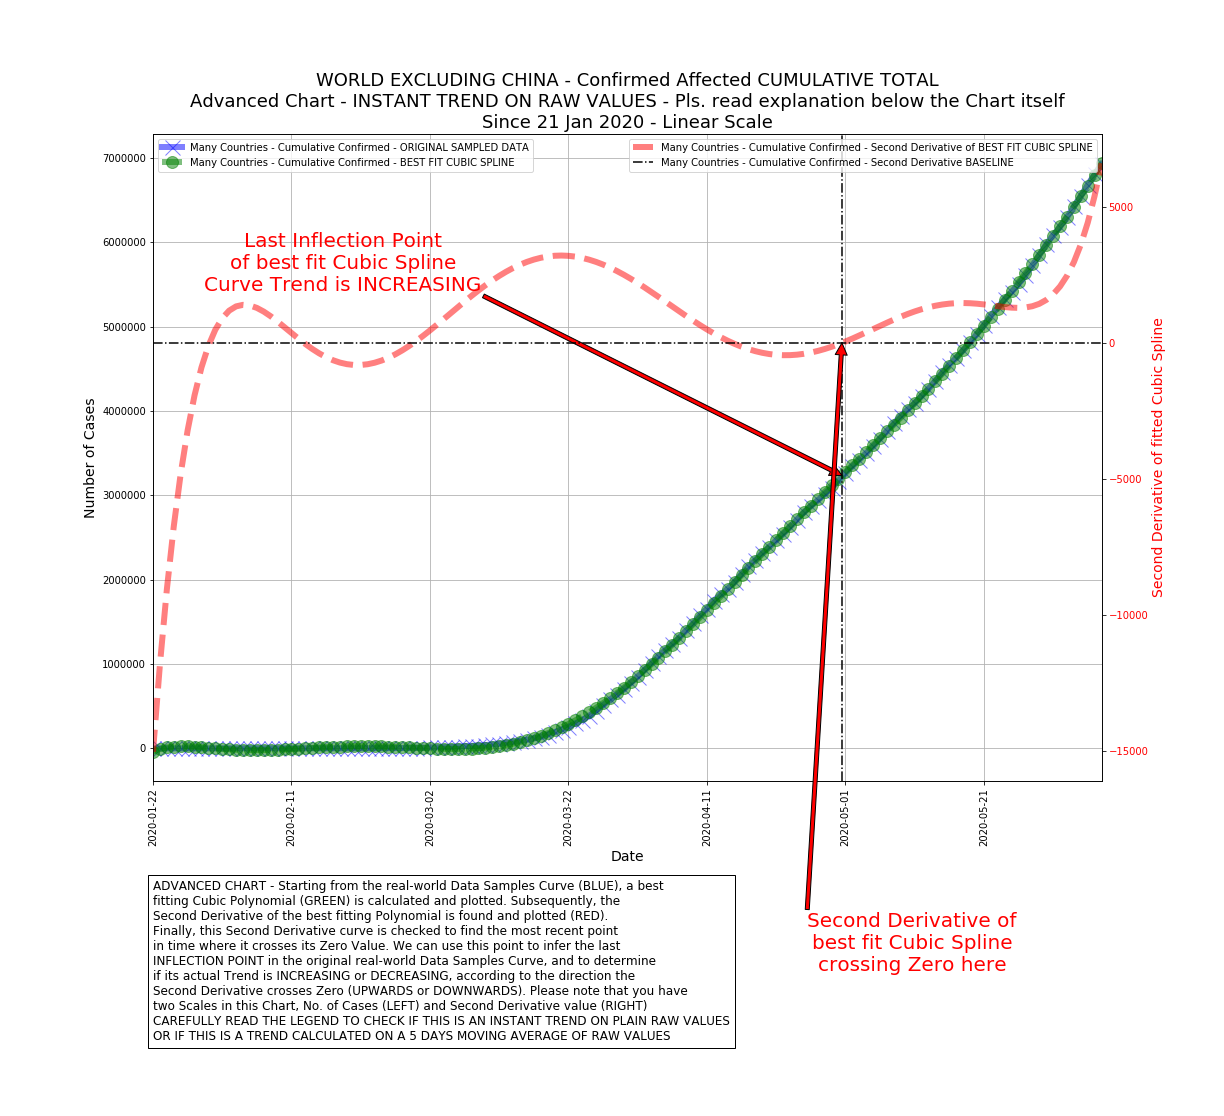 WORLD EXCLUDING CHINA - Confirmed Affected CUMULATIVE TOTAL
Advanced Chart - INSTANT TREND ON RAW VALUES - Pls. read explanation below the Chart itself
Since 21 Jan 2020 - Linear Scale
Many Countries - Cumulative Confirmed - ORIGINAL SAMPLED DATA
Many Countries - Cumulative Confirmed - BEST FIT CUBIC SPLINE
Many Countries - Cumulative Confirmed - Second Derivative of BEST FIT CUBIC SPLINE
Many Countries - Cumulative Confirmed - Second Derivative BASELINE
Last Inflection Point
of best fit Cubic Spline
Curve Trend is INCREASING
Number of Cases
7000000
6000000
5000000
4000000
3000000
2000000
1000000
0
5000
0
−5000
−10000
−15000
Second Derivative of fitted Cubic Spline
2020-01-22
2020-02-11
2020-03-02
2020-03-22
2020-04-11
2020-05-01
2020-05-21
Date
ADVANCED CHART - Starting from the real-world Data Samples Curve (BLUE), a best
fitting Cubic Polynomial (GREEN) is calculated and plotted. Subsequently, the
Second Derivative of the best fitting Polynomial is found and plotted (RED).
Finally, this Second Derivative curve is checked to find the most recent point
in time where it crosses its Zero Value. We can use this point to infer the last
INFLECTION POINT in the original real-world Data Samples Curve, and to determine
if its actual Trend is INCREASING or DECREASING, according to the direction the
Second Derivative crosses Zero (UPWARDS or DOWNWARDS). Please note that you have
two Scales in this Chart, No. of Cases (LEFT) and Second Derivative value (RIGHT)
CAREFULLY READ THE LEGEND TO CHECK IF THIS IS AN INSTANT TREND ON PLAIN RAW VALUES
OR IF THIS IS A TREND CALCULATED ON A 5 DAYS MOVING AVERAGE OF RAW VALUES
Second Derivative of
best fit Cubic Spline
crossing Zero here